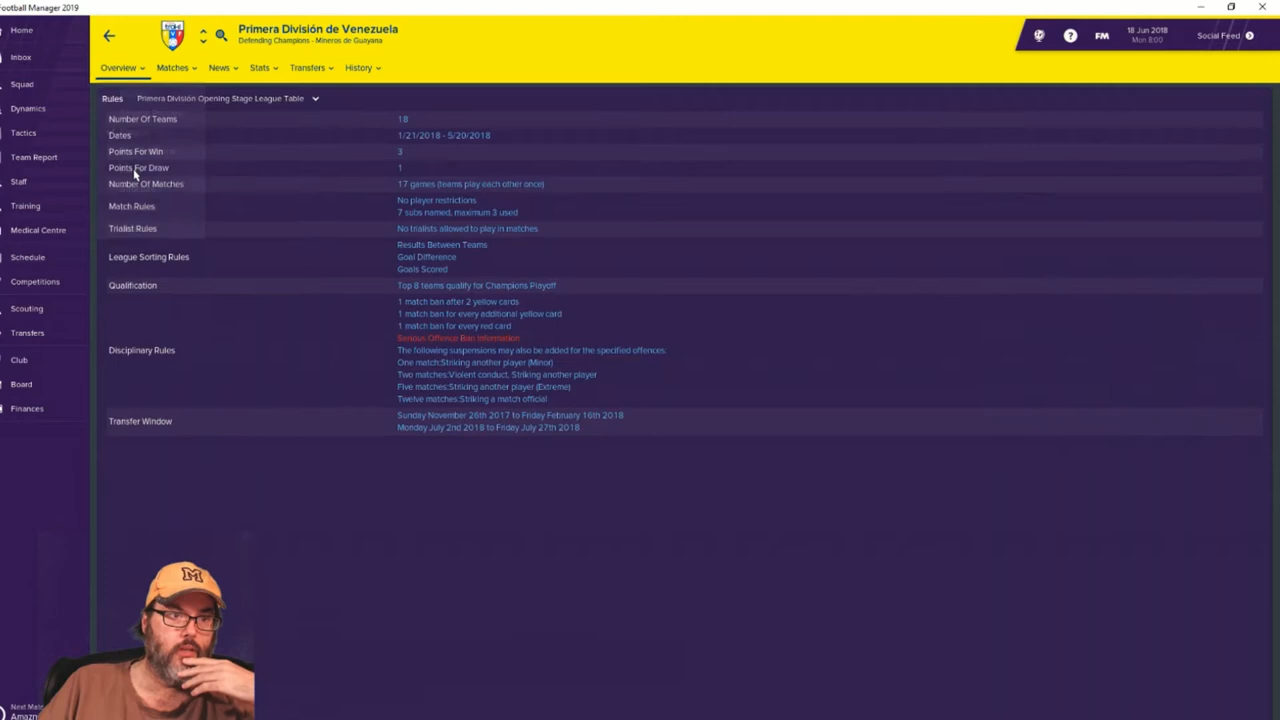 Football Manager 2019
Home
Inbox
Squad
Dynamics
Tactics
Team Report
Staff
Training
Medical Centre
Schedule
Competitions
Scouting
Transfers
Club
Board
Finances
Primera División de Venezuela
Defending Champions - Mineros de Guayana
FM
18 Jun 2018
Mon 8:00
Social Feed
Overview Matches News Stats Transfers History
Rules Primera División Opening Stage League Table
Number Of Teams 18
Dates 1/21/2018 - 5/20/2018
Points For Win 3
Points For Draw 1
Number Of Matches 17 games (teams play each other once)
Match Rules No player restrictions
7 subs named, maximum 3 used
Trialist Rules No trialists allowed to play in matches
League Sorting Rules Results Between Teams
Goal Difference
Goals Scored
Qualification Top 8 teams qualify for Champions Playoff
Disciplinary Rules 1 match ban after 2 yellow cards
1 match ban for every additional yellow card
1 match ban for every red card
Serious Offence Ban Information
The following suspensions may also be added for the specified offences:
One match:Striking another player (Minor)
Two matches:Violent conduct, Striking another player
Five matches:Striking another player (Extreme)
Twelve matches:Striking a match official
Transfer Window Sunday November 26th 2017 to Friday February 16th 2018
Monday July 2nd 2018 to Friday July 27th 2018
M
Next Mat
Amazn